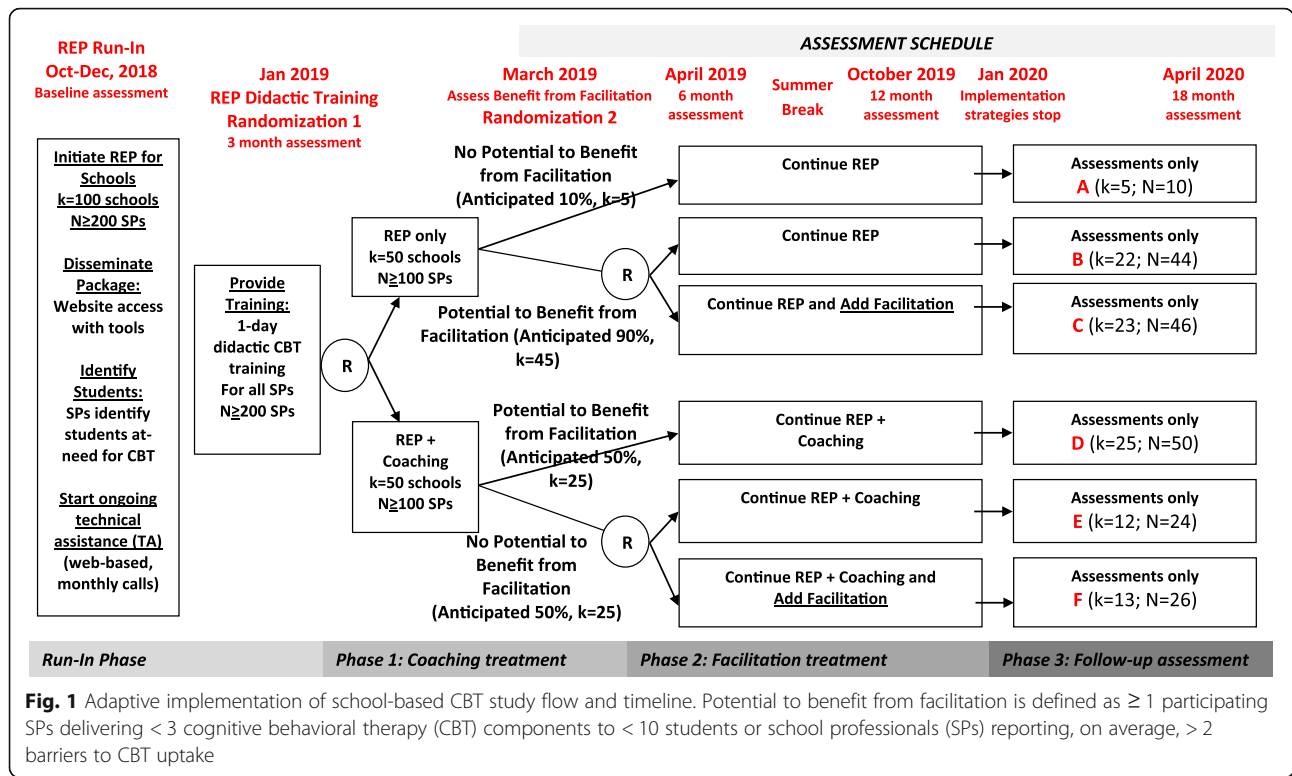 ASSESSMENT SCHEDULE
REP Run-In
Oct-Dec, 2018
Baseline assessment
Jan 2019
REP Didactic Training
Randomization 1
3 month assessment
March 2019
Assess Benefit from Facilitation
Randomization 2
April 2019
6 month
assessment
Summer
Break
October 2019
12 month
assessment
Jan 2020
Implementation
strategies stop
April 2020
18 month
assessment
Initiate REP for
Schools
k=100 schools
N≥200 SPs
Disseminate
Package:
Website access
with tools
Identify
Students:
SPs identify
students at-
need for CBT
Start ongoing
technical
assistance (TA)
(web-based,
monthly calls)
Provide
Training:
1-day
didactic CBT
training
For all SPs
N≥200 SPs
R
REP only
k=50 schools
N≥100 SPs
REP +
Coaching
k=50 schools
N≥100 SPs
No Potential to Benefit
from Facilitation
(Anticipated 10%, k=5)
R
Potential to Benefit from
Facilitation (Anticipated 90%,
k=45)
Potential to Benefit
from Facilitation
(Anticipated 50%,
k=25)
R
No Potential to
Benefit from
Facilitation
(Anticipated 50%, k=25)
Continue REP
Assessments only
A (k=5; N=10)
Continue REP
Assessments only
B (k=22; N=44)
Continue REP and Add Facilitation
Assessments only
C (k=23; N=46)
Continue REP +
Coaching
Assessments only
D (k=25; N=50)
Continue REP + Coaching
Assessments only
E (k=12; N=24)
Continue REP + Coaching and
Add Facilitation
Assessments only
F (k=13; N=26)
Run-In Phase
Phase 1: Coaching treatment
Phase 2: Facilitation treatment
Phase 3: Follow-up assessment
Fig. 1 Adaptive implementation of school-based CBT study flow and timeline. Potential to benefit from facilitation is defined as ≥ 1 participating
SPs delivering < 3 cognitive behavioral therapy (CBT) components to < 10 students or school professionals (SPs) reporting, on average, > 2
barriers to CBT uptake